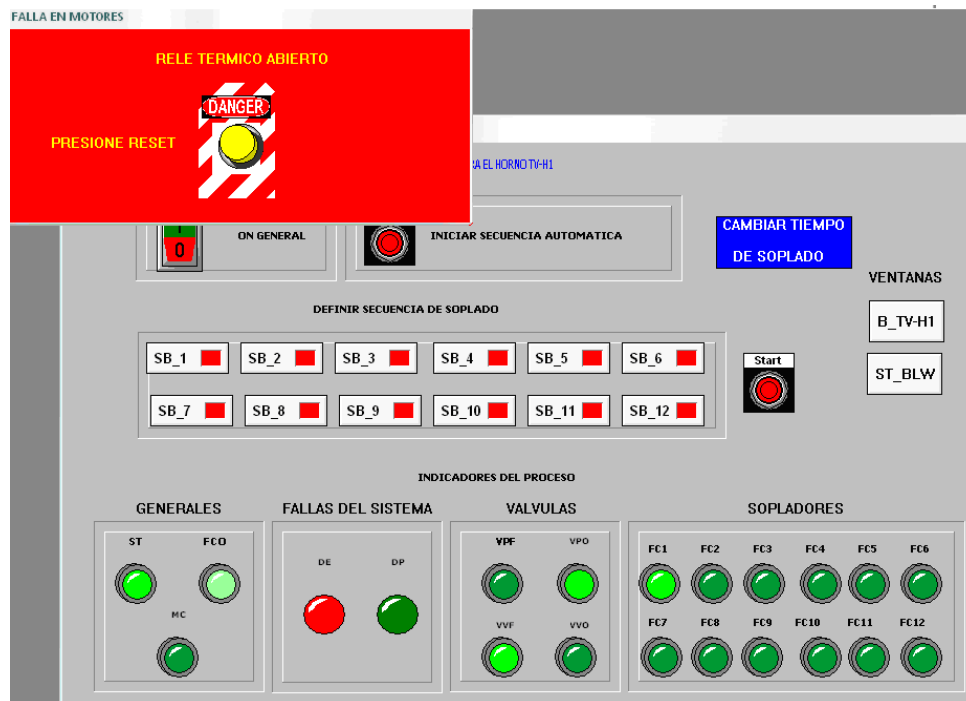 FALLA EN MOTORES
RELE TERMICO ABIERTO
DANGER
PRESIONE RESET
EL HORNO TV-H1
0
ON GENERAL
INICIAR SECUENCIA AUTOMATICA
CAMBIAR TIEMPO
DE SOPLADO
VENTANAS
B_TV-H1
ST_BLW
DEFINIR SECUENCIA DE SOPLADO
SB_1 SB_2 SB_3 SB_4 SB_5 SB_6
Start
SB_7 SB_8 SB_9 SB_10 SB_11 SB_12
INDICADORES DEL PROCESO
GENERALES FALLAS DEL SISTEMA VALVULAS SOPLADORES
ST FCO VPF VPO
FC1 FC2 FC3 FC4 FC5 FC6
DE DP
MC VVF VVO
FC7 FC8 FC9 FC10 FC11 FC12